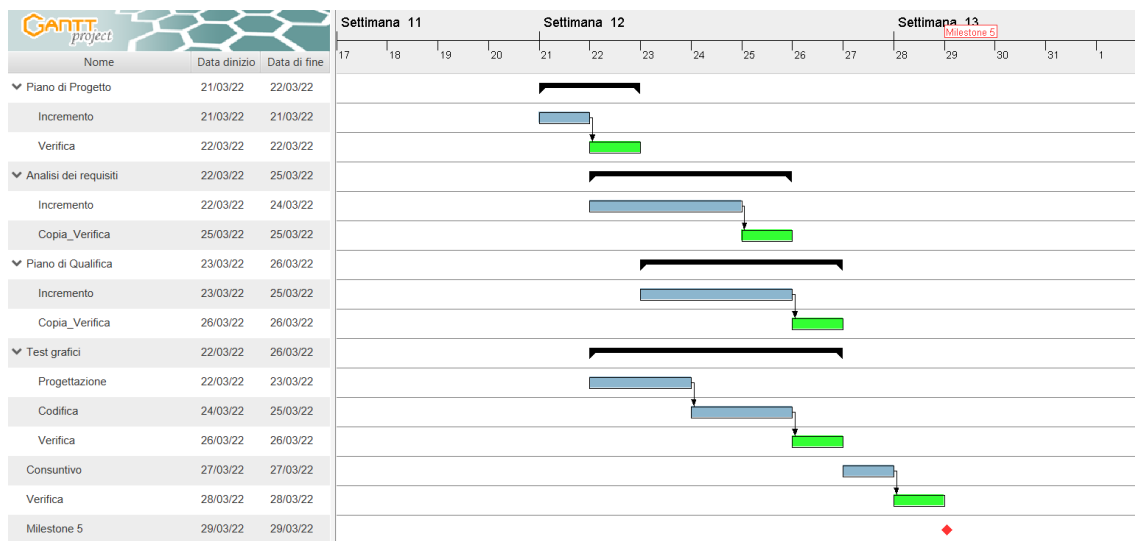 GANTT project
Settimana 11 Settimana 12 Settimana 13
Milestone 5
Nome Data dinizio Data di fine 17 18 19 20 21 22 23 24 25 26 27 28 29 30 31 1
Piano di Progetto 21/03/22 22/03/22
Incremento 21/03/22 21/03/22
Verifica 22/03/22 22/03/22
Analisi dei requisiti 22/03/22 25/03/22
Incremento 22/03/22 24/03/22
Copia_Verifica 25/03/22 25/03/22
Piano di Qualifica 23/03/22 26/03/22
Incremento 23/03/22 25/03/22
Copia_Verifica 26/03/22 26/03/22
Test grafici 22/03/22 26/03/22
Progettazione 22/03/22 23/03/22
Codifica 24/03/22 25/03/22
Verifica 26/03/22 26/03/22
Consuntivo 27/03/22 27/03/22
Verifica 28/03/22 28/03/22
Milestone 5 29/03/22 29/03/22